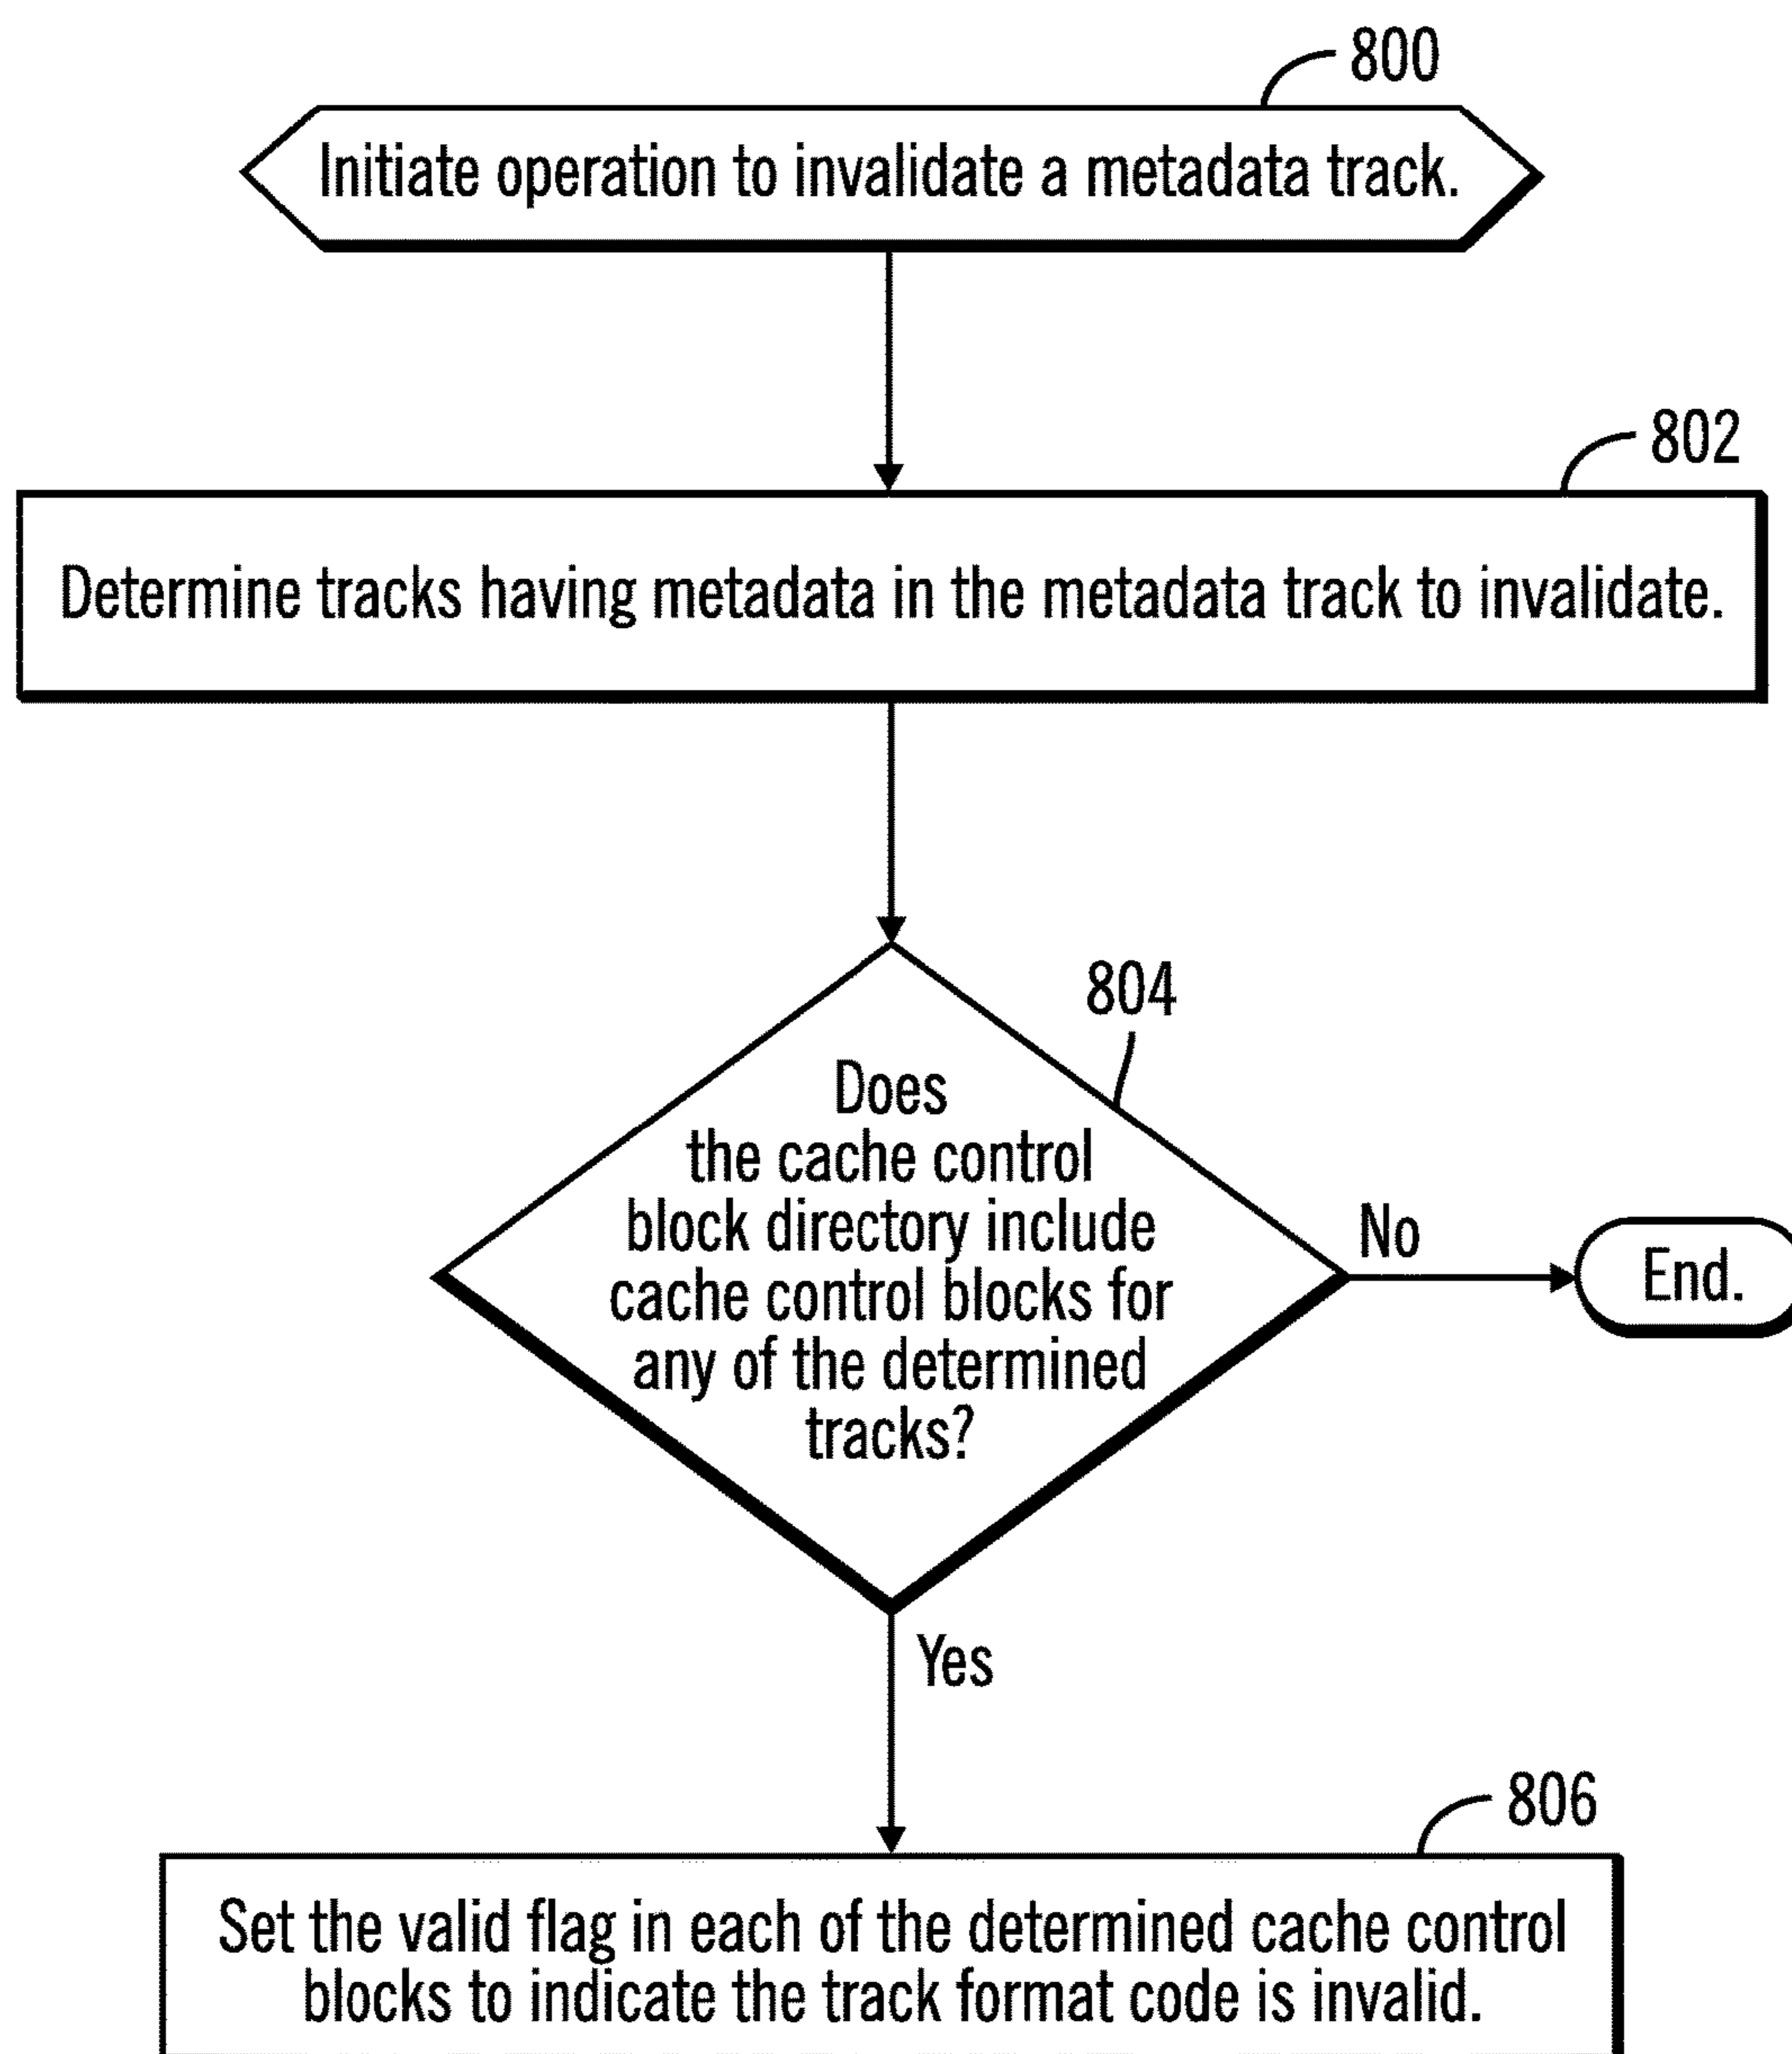 800
Initiate operation to invalidate a metadata track.
802
Determine tracks having metadata in the metadata track to invalidate.
804
Does
the cache control
block directory include
cache control blocks for
any of the determined
tracks?
No
End.
Yes
806
Set the valid flag in each of the determined cache control
blocks to indicate the track format code is invalid.